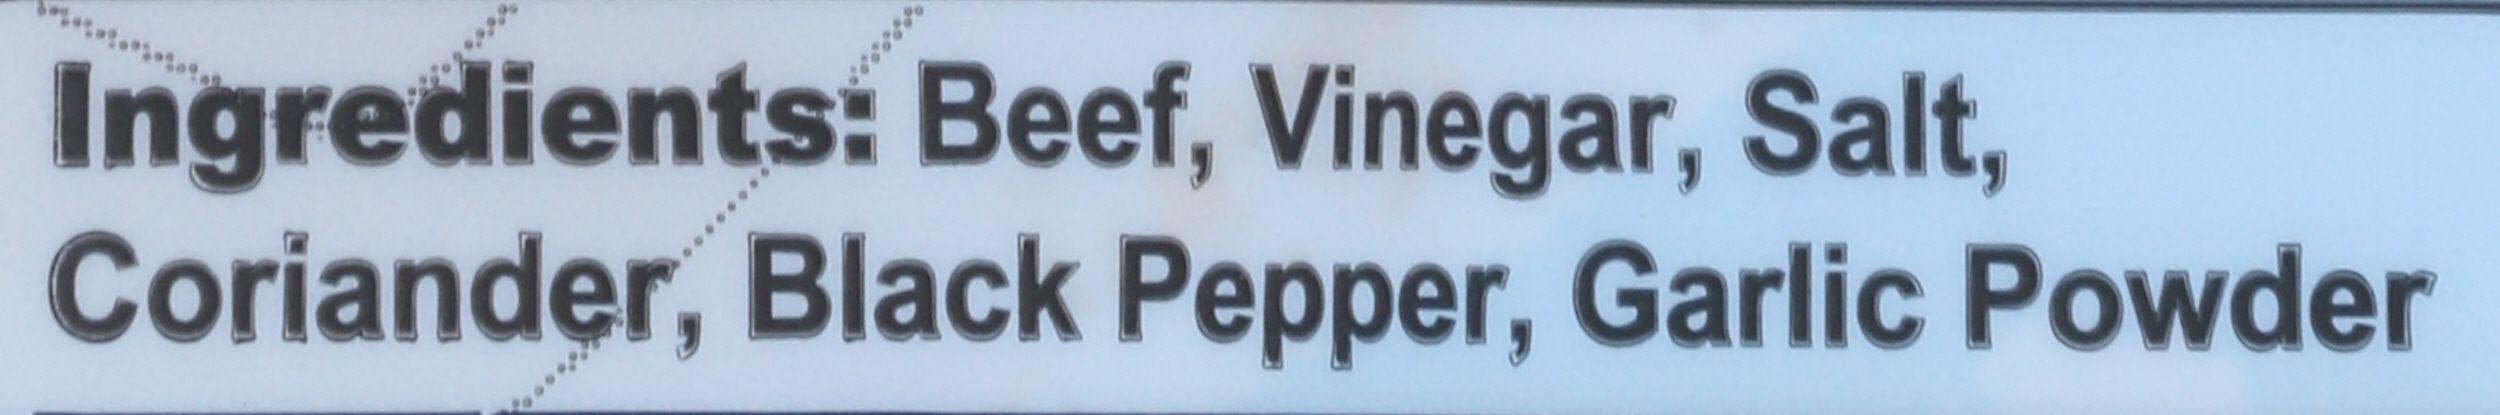 Ingredients: Beef, Vinegar, Salt,
Coriander, Black Pepper, Garlic Powder